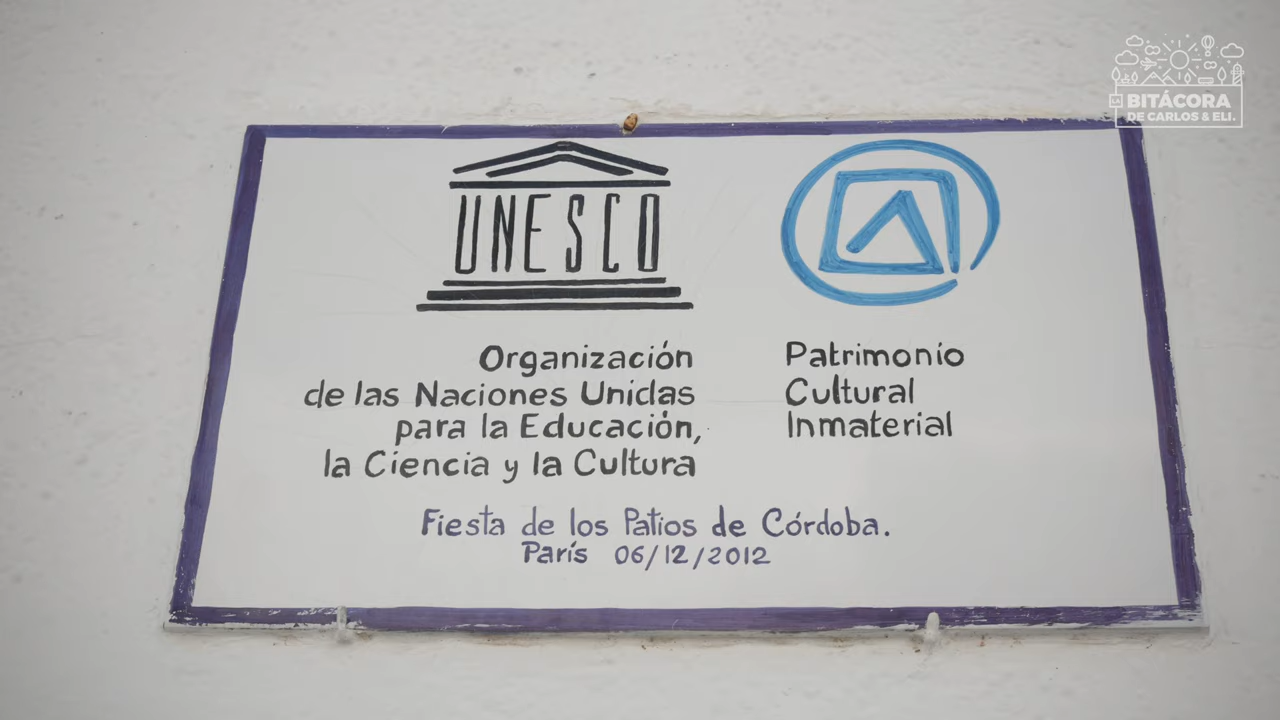 LA BITÁCORA
DE CARLOS & ELI.
UNESCO
Organización
de las Naciones Unidas
para la Educación,
la Ciencia y la Cultura
Patrimonio
Cultural
Inmaterial
Fiesta de los Patios de Córdoba.
París 06/12/2012